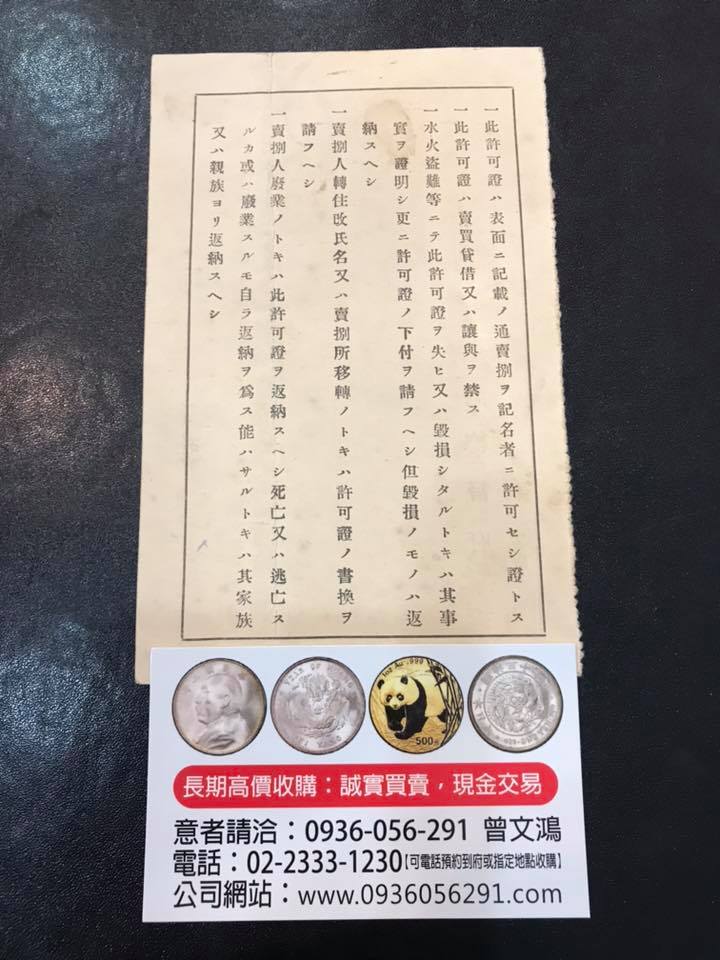 一此許可證ハ表面ニ記載ノ通賣捌ヲ記名者ニ許可セシ證トス
一此許可證ハ賣買貸借又ハ讓與ヲ禁ス
一水火盜難等ニテ此許可證ヲ失ヒ又ハ毀損シタルトキハ其事
實ヲ證明シ更ニ許可證ノ下付ヲ請フヘシ但毀損ノモノハ返
納スヘシ
一賣捌人轉住改氏名又ハ賣捌所移轉ノトキハ許可證ノ書換ヲ
請フヘシ
一賣捌人廢業ノトキハ此許可證ヲ返納スヘシ死亡又ハ逃亡ス
ルカ或ハ廢業スルモ自ラ返納ヲ爲ス能ハサルトキハ其家族
又ハ親族ヨリ返納スヘシ
YEAR OF
1oz Au .999
500元
長期高價收購：誠實買賣，現金交易
意者請洽：0936-056-291 曾文鴻
電話：02-2333-1230【可電話預約到府或指定地點收購】
公司網站：www.0936056291.com